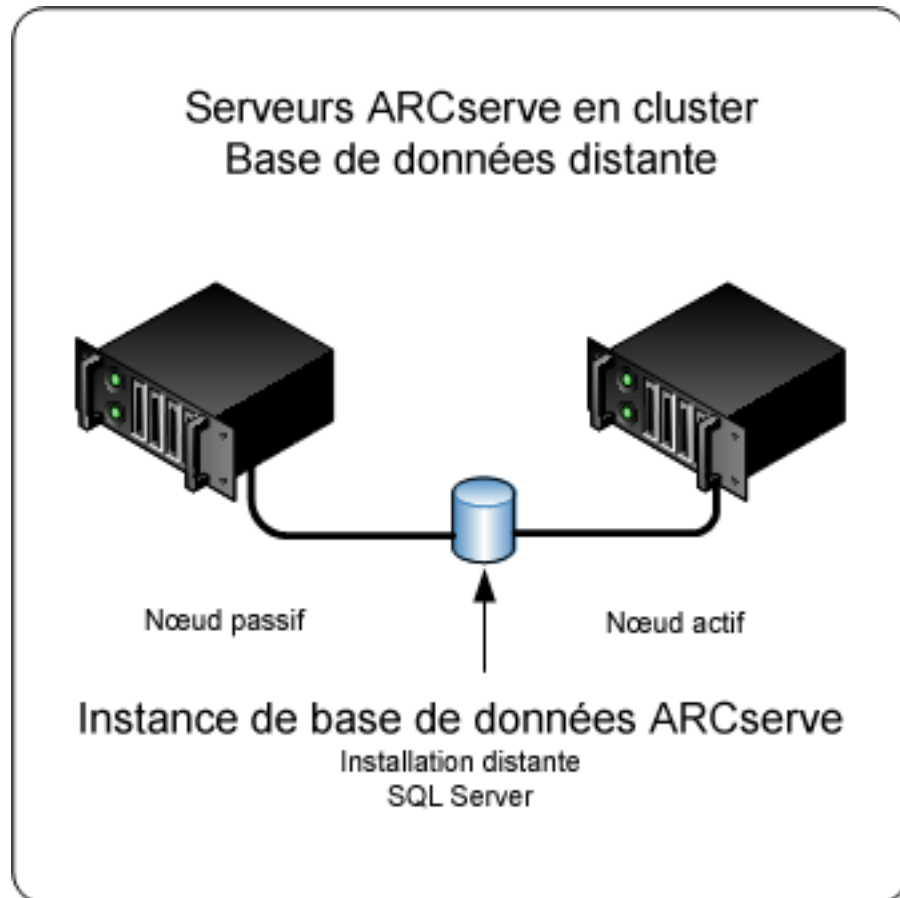 Serveurs ARCserve en cluster
Base de données distante
Nœud passif
Nœud actif
Instance de base de données ARCserve
Installation distante
SQL Server